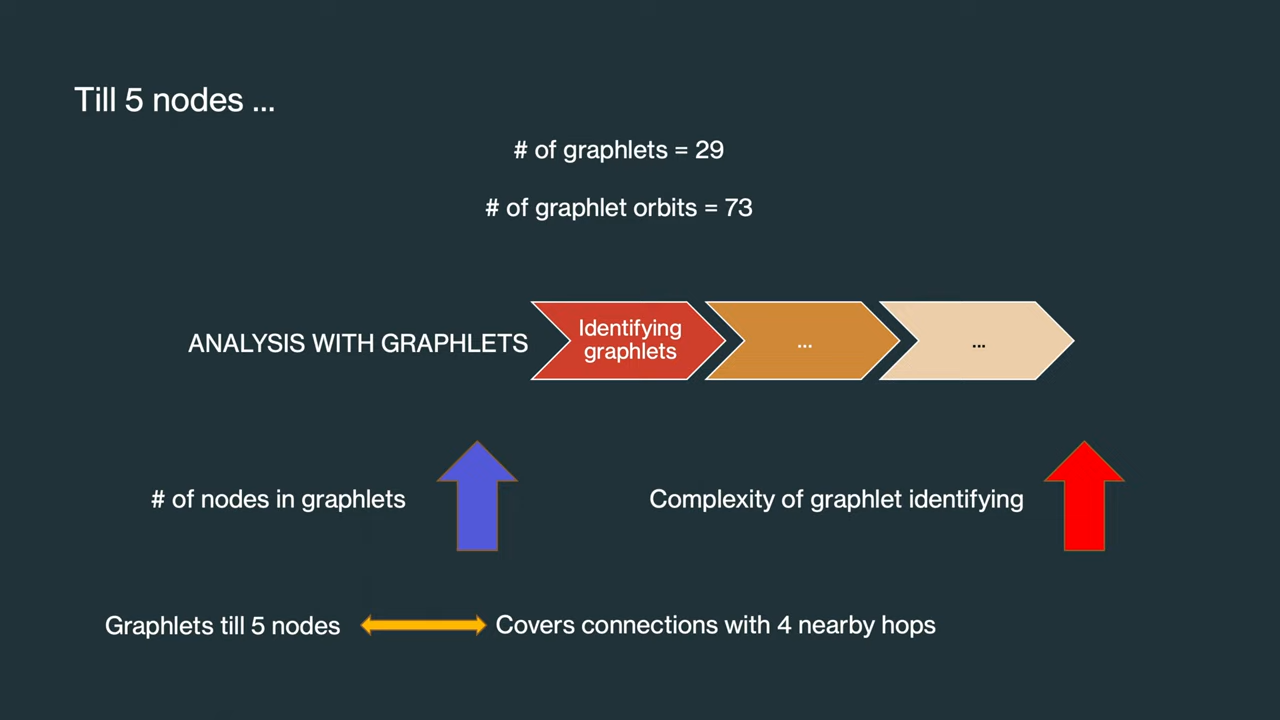 Till 5 nodes ...
# of graphlets = 29
# of graphlet orbits = 73
ANALYSIS WITH GRAPHLETS
Identifying
graphlets
...
...
# of nodes in graphlets
Complexity of graphlet identifying
Graphlets till 5 nodes
Covers connections with 4 nearby hops